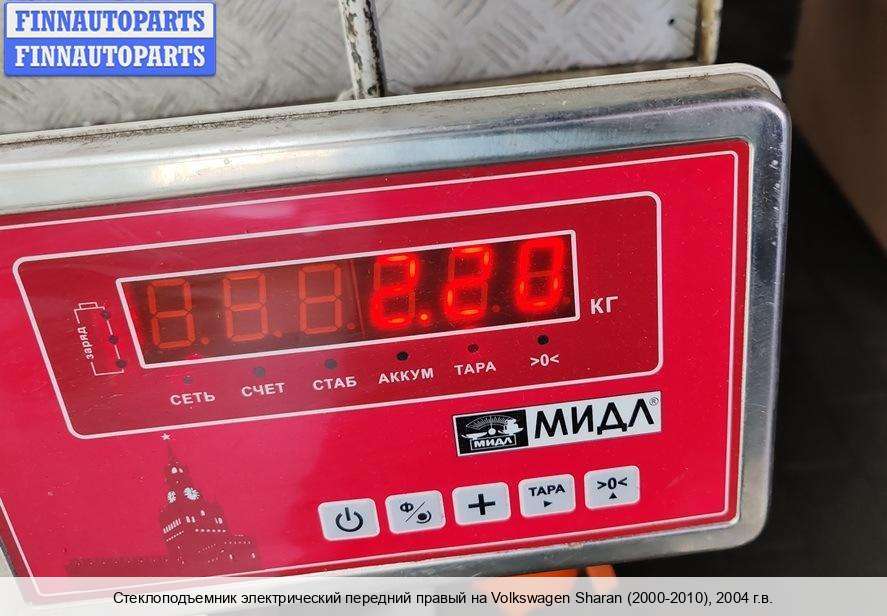 FINNAUTOPARTS
FINNAUTOPARTS
2.20
КГ
заряд
СЕТЬ СЧЕТ СТАБ АККУМ ТАРА >0<
МИДЛ МИДЛ®
Ф/ + ТАРА >0<
Стеклоподъемник электрический передний правый на Volkswagen Sharan (2000-2010), 2004 г.в.